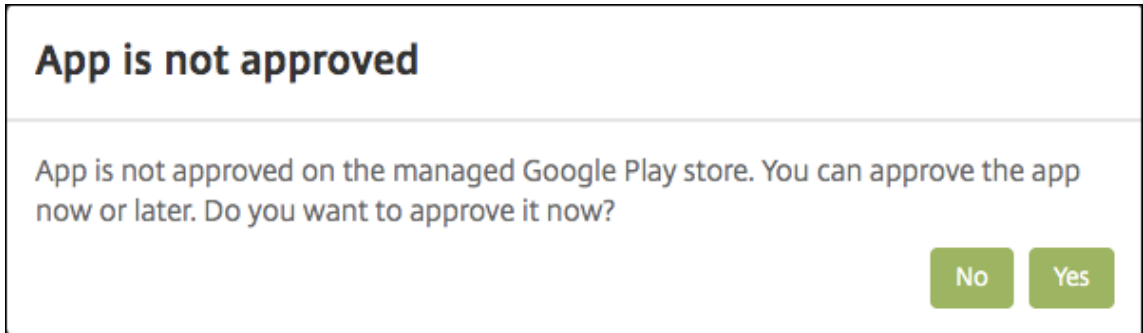 App is not approved
App is not approved on the managed Google Play store. You can approve the app
now or later. Do you want to approve it now?
No Yes